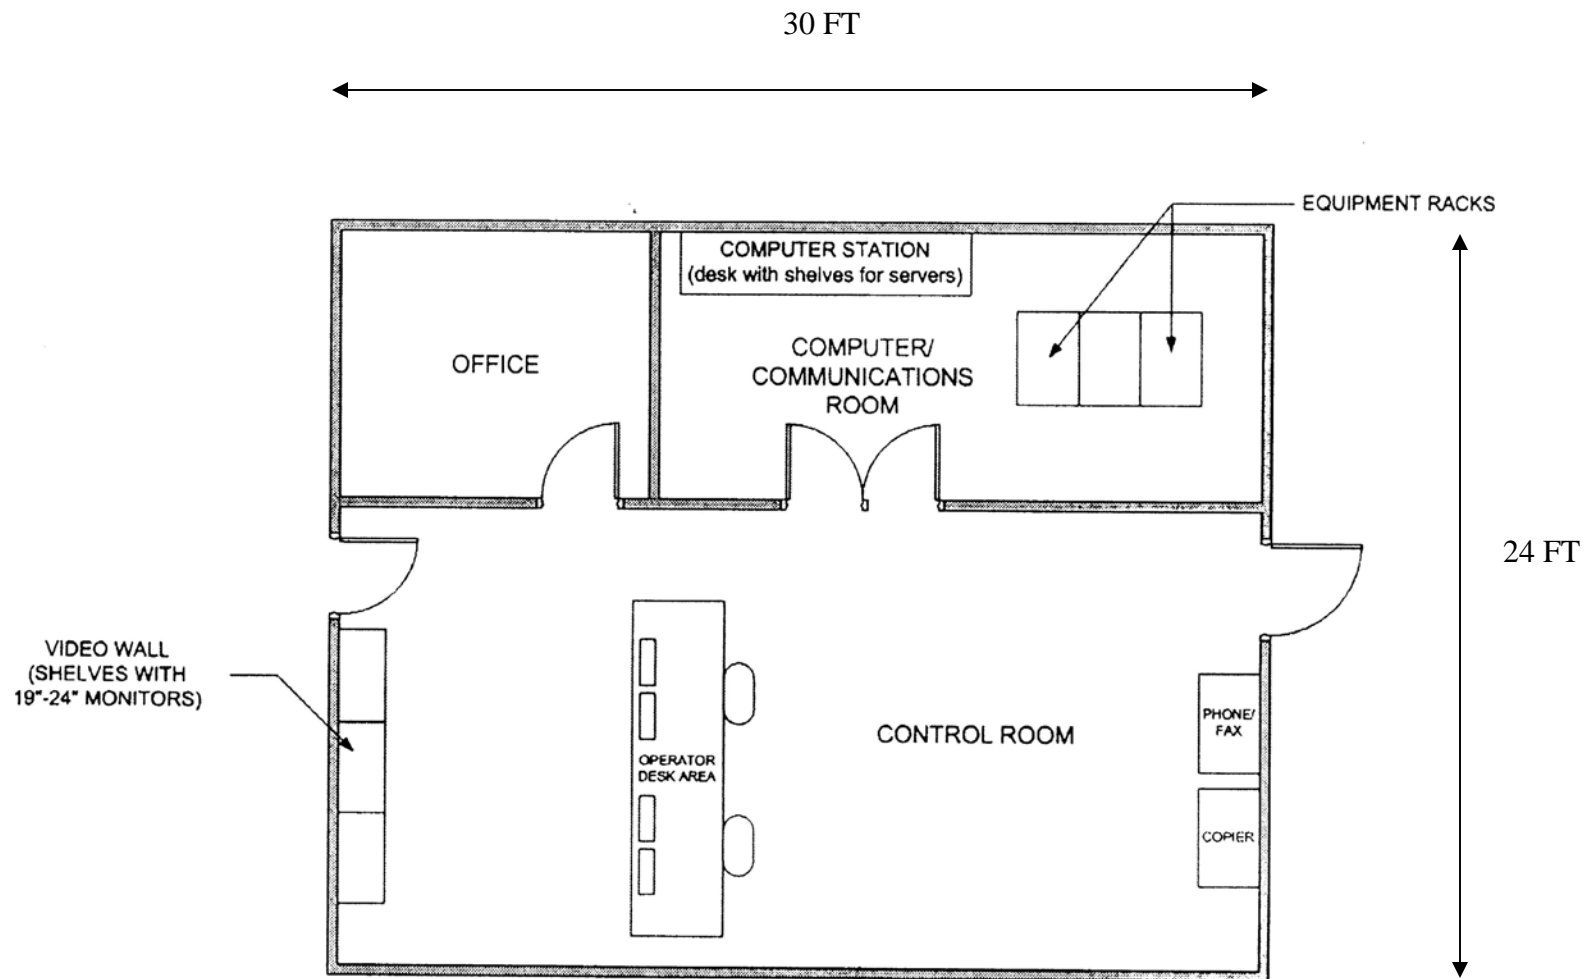 30 FT
EQUIPMENT RACKS
COMPUTER STATION
(desk with shelves for servers)
OFFICE
COMPUTER/
COMMUNICATIONS
ROOM
24 FT
VIDEO WALL
(SHELVES WITH
19"-24" MONITORS)
OPERATOR
DESK AREA
CONTROL ROOM
PHONE/
FAX
COPIER